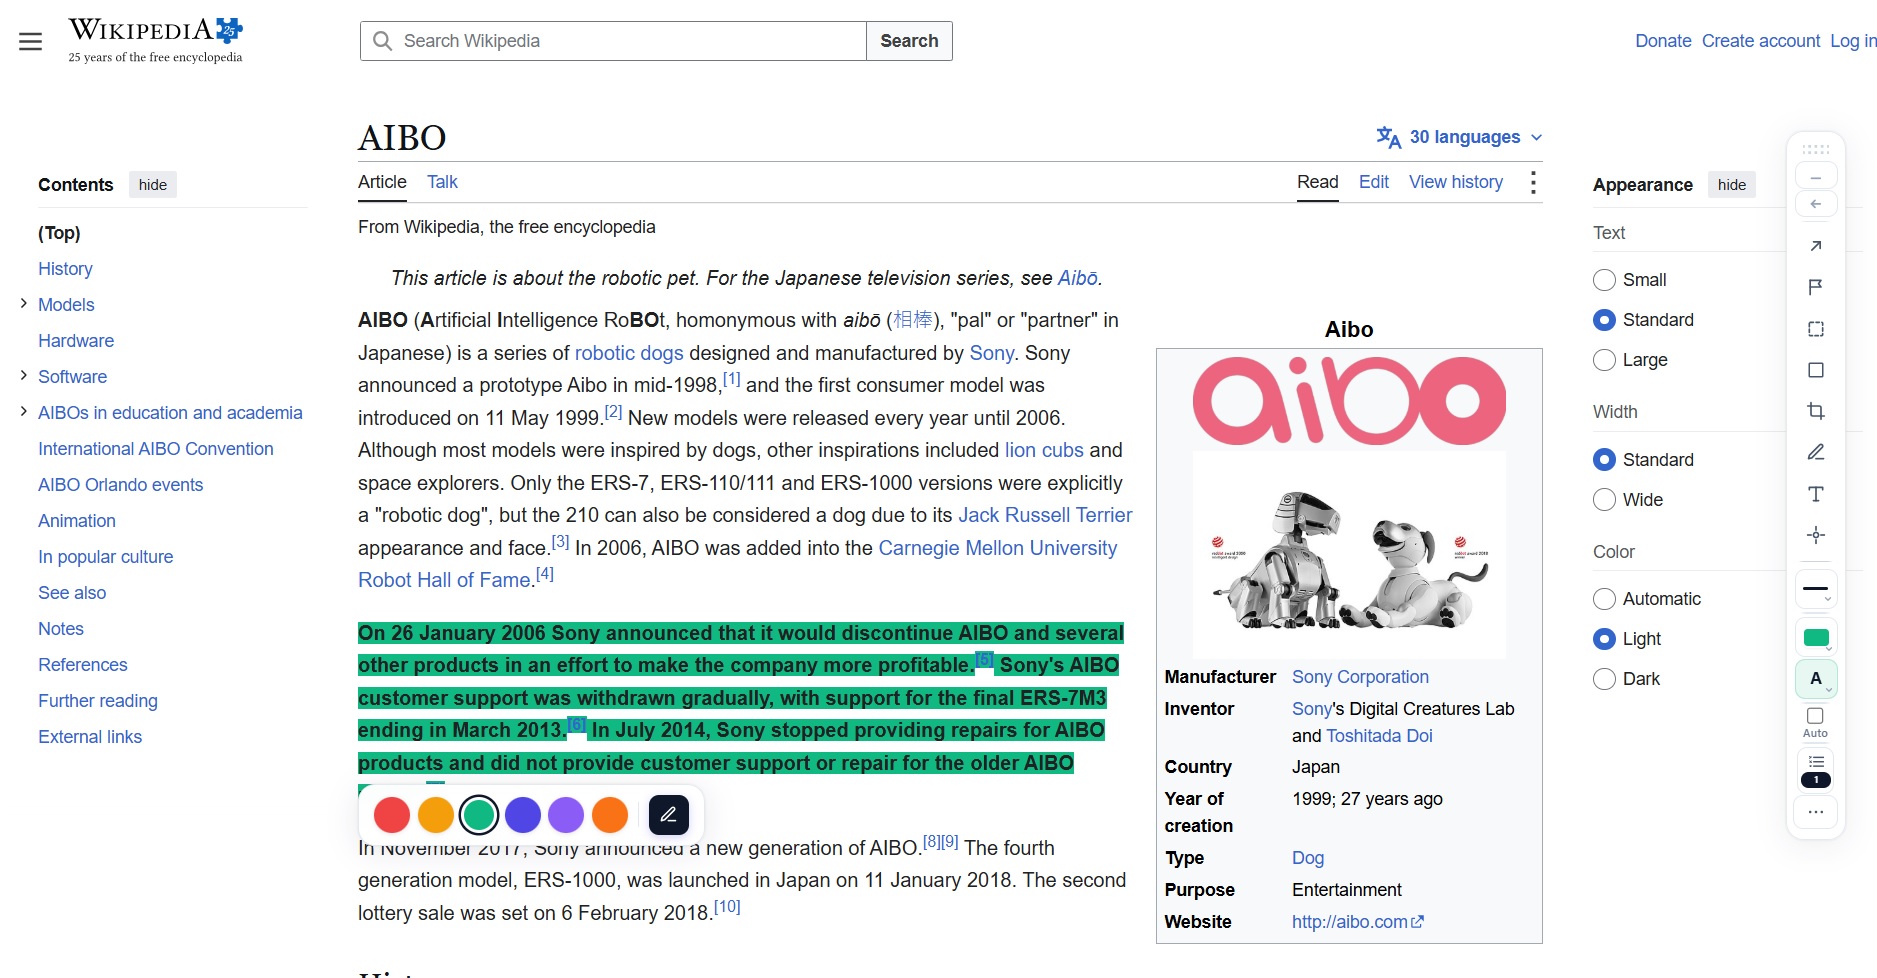 WIKIPEDIA 25
25 years of the free encyclopedia
Search Wikipedia
Search
Donate Create account Log in
Contents hide
(Top)
History
Models
Hardware
Software
AIBOs in education and academia
International AIBO Convention
AIBO Orlando events
Animation
In popular culture
See also
Notes
References
Further reading
External links
AIBO
30 languages
Article Talk
Read Edit View history
From Wikipedia, the free encyclopedia
This article is about the robotic pet. For the Japanese television series, see Aibō.
AIBO (Artificial Intelligence RoBOt, homonymous with aibō (相棒), "pal" or "partner" in
Japanese) is a series of robotic dogs designed and manufactured by Sony. Sony
announced a prototype Aibo in mid-1998,[1] and the first consumer model was
introduced on 11 May 1999.[2] New models were released every year until 2006.
Although most models were inspired by dogs, other inspirations included lion cubs and
space explorers. Only the ERS-7, ERS-110/111 and ERS-1000 versions were explicitly
a "robotic dog", but the 210 can also be considered a dog due to its Jack Russell Terrier
appearance and face.[3] In 2006, AIBO was added into the Carnegie Mellon University
Robot Hall of Fame.[4]
On 26 January 2006 Sony announced that it would discontinue AIBO and several
other products in an effort to make the company more profitable.[5] Sony's AIBO
customer support was withdrawn gradually, with support for the final ERS-7M3
ending in March 2013.[6] In July 2014, Sony stopped providing repairs for AIBO
products and did not provide customer support or repair for the older AIBO
In November 2017, Sony announced a new generation of AIBO.[8][9] The fourth
generation model, ERS-1000, was launched in Japan on 11 January 2018. The second
lottery sale was set on 6 February 2018.[10]
Aibo
aibo
Manufacturer Sony Corporation
Inventor Sony's Digital Creatures Lab
and Toshitada Doi
Country Japan
Year of 1999; 27 years ago
creation
Type Dog
Purpose Entertainment
Website http://aibo.com
Appearance hide
Text
Small
Standard
Large
Width
Standard
Wide
Color
Automatic
Light
Dark
T
A
Auto
1